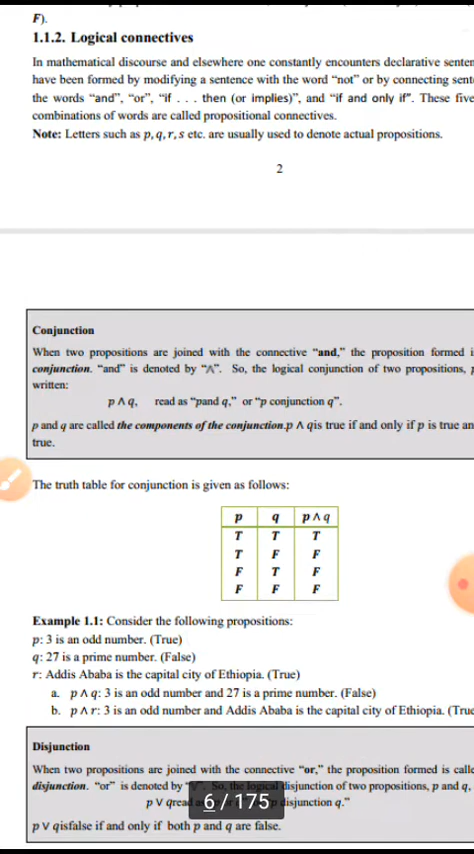 F).
1.1.2. Logical connectives
In mathematical discourse and elsewhere one constantly encounters declarative senten
have been formed by modifying a sentence with the word “not” or by connecting sent
the words “and”, “or”, “if . . . then (or implies)”, and “if and only if”. These five
combinations of words are called propositional connectives.
Note: Letters such as p, q, r, s etc. are usually used to denote actual propositions.
2
Conjunction
When two propositions are joined with the connective “and,” the proposition formed i
conjunction. “and” is denoted by “∧”. So, the logical conjunction of two propositions, p
written:
p ∧ q, read as “pand q,” or “p conjunction q”.
p and q are called the components of the conjunction.p ∧ qis true if and only if p is true an
true.
The truth table for conjunction is given as follows:
p q p ∧ q
T T T
T F F
F T F
F F F
Example 1.1: Consider the following propositions:
p: 3 is an odd number. (True)
q: 27 is a prime number. (False)
r: Addis Ababa is the capital city of Ethiopia. (True)
a. p ∧ q: 3 is an odd number and 27 is a prime number. (False)
b. p ∧ r: 3 is an odd number and Addis Ababa is the capital city of Ethiopia. (True
Disjunction
When two propositions are joined with the connective “or,” the proposition formed is calle
disjunction. “or” is denoted by “∨”. So, the logical disjunction of two propositions, p and q,
p ∨ qread disjunction q.”
6 / 175
p ∨ qisfalse if and only if both p and q are false.